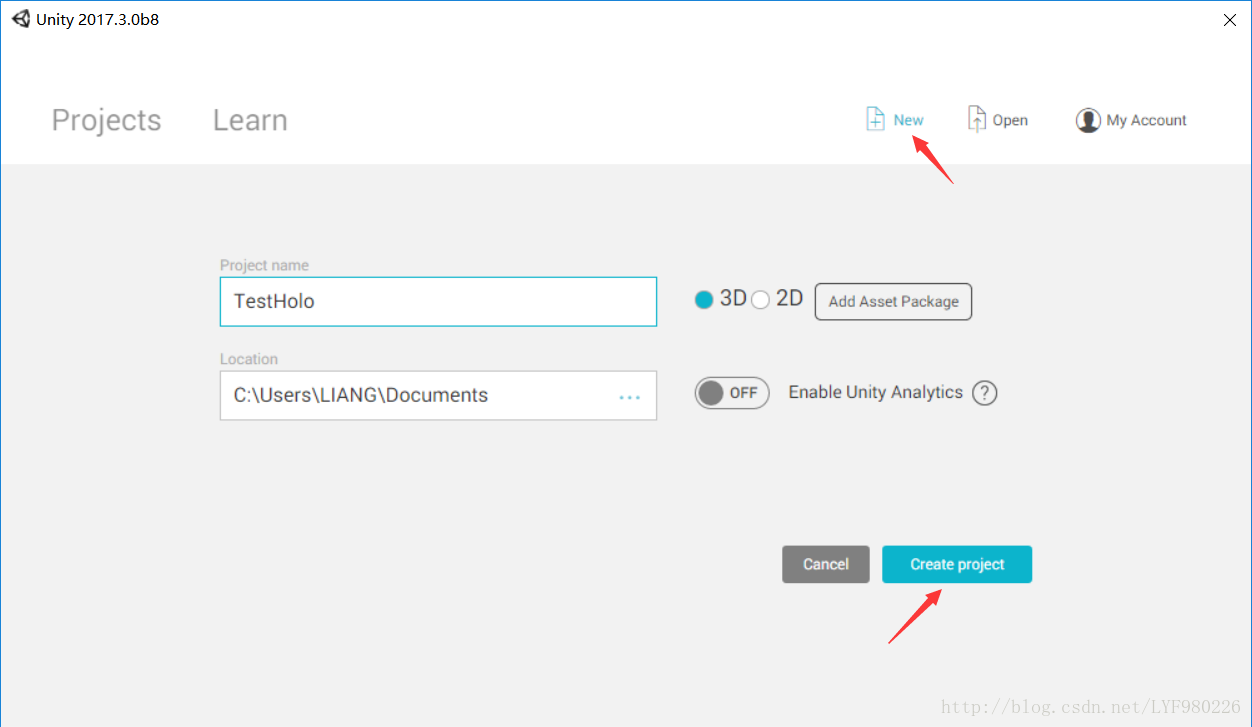 Unity 2017.3.0b8
Projects Learn New Open My Account
Project name
TestHolo 3D 2D Add Asset Package
Location
C:\Users\LIANG\Documents ... OFF Enable Unity Analytics ?
Cancel Create project
http://blog.csdn.net/LYF980226